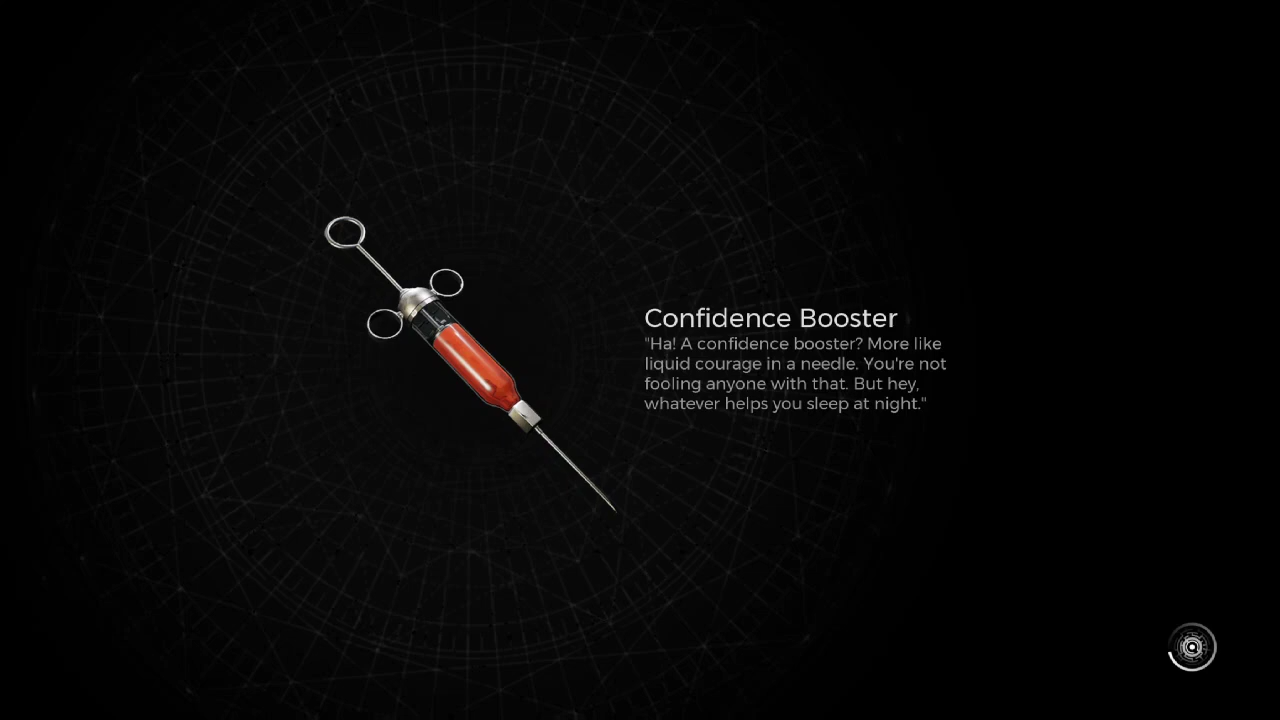 Confidence Booster
"Ha! A confidence booster? More like
liquid courage in a needle. You're not
fooling anyone with that. But hey,
whatever helps you sleep at night."